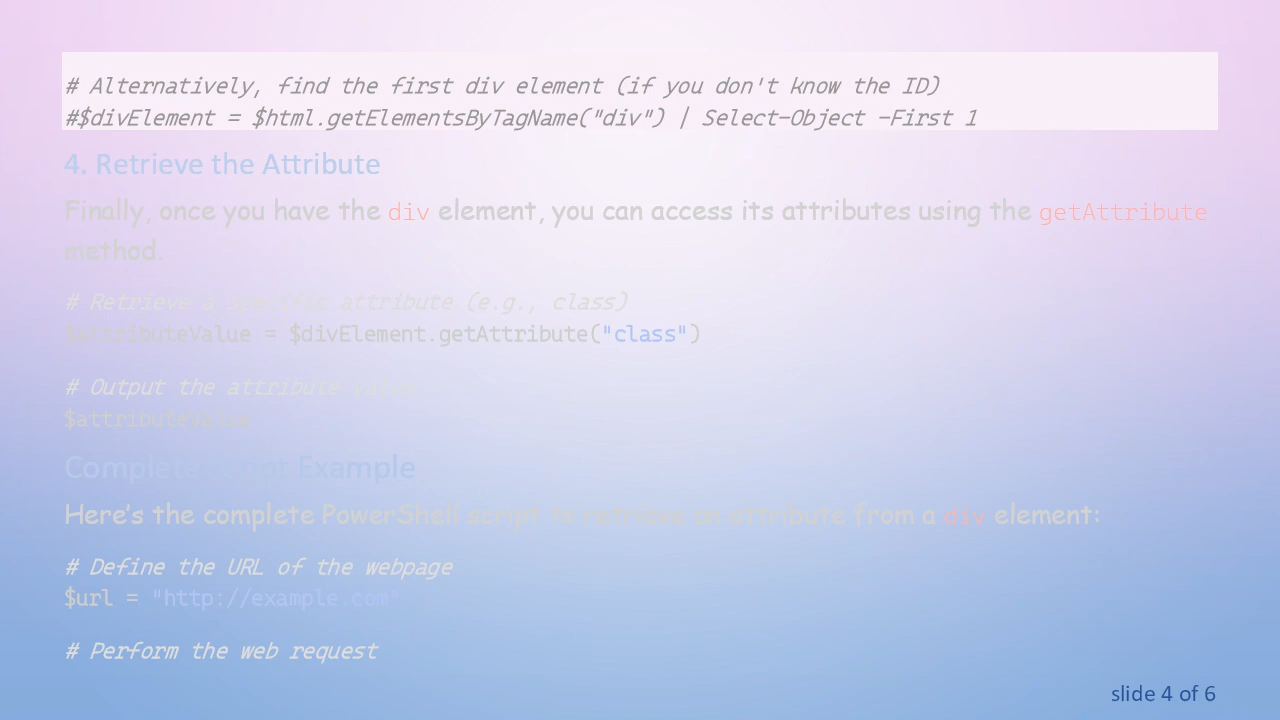 # Alternatively, find the first div element (if you don't know the ID)
#$divElement = $html.getElementsByTagName("div") | Select-Object -First 1
4. Retrieve the Attribute
Finally, once you have the div element, you can access its attributes using the getAttribute
method.
# Retrieve a specific attribute (e.g., class)
$attributeValue = $divElement.getAttribute("class")
# Output the attribute value
$attributeValue
Complete Script Example
Here's the complete PowerShell script to retrieve an attribute from a div element:
# Define the URL of the webpage
$url = "http://example.com"
# Perform the web request
slide 4 of 6